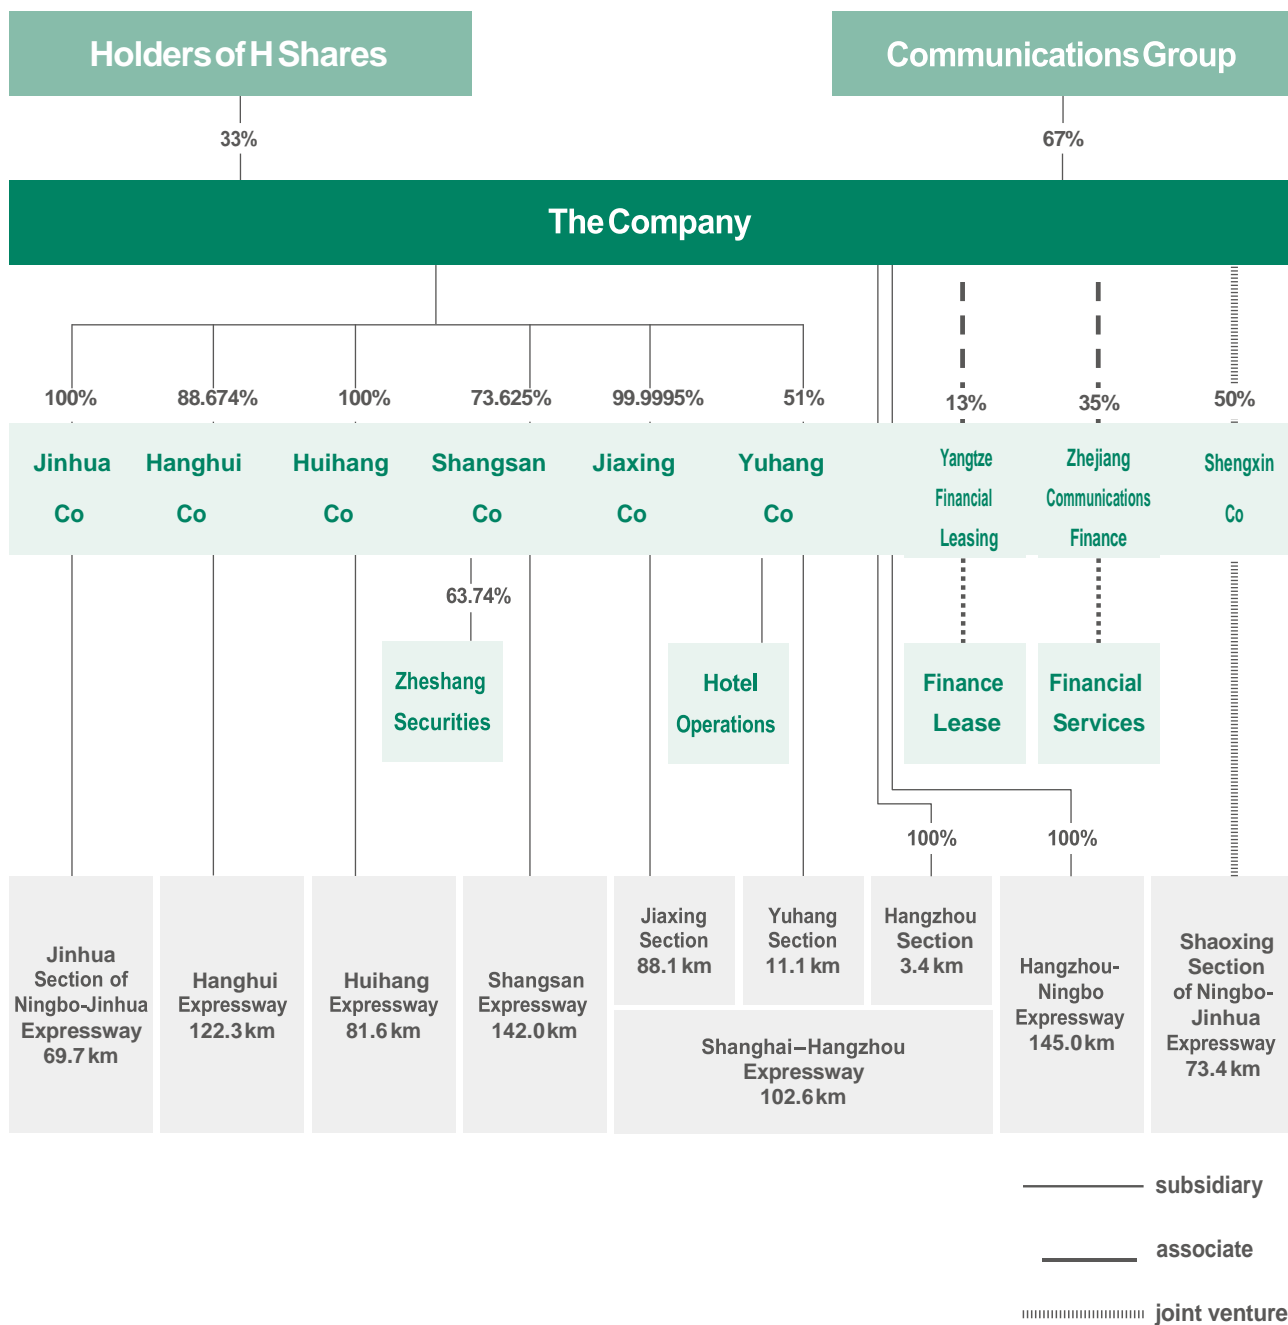 Holders of H Shares
Communications Group
33%
67%
The Company
100%
88.674%
100%
73.625%
99.9995%
51%
13%
35%
50%
Jinhua
Co
Hanghui
Co
Huihang
Co
Shangsan
Co
Jiaxing
Co
Yuhang
Co
Yangtze
Financial
Leasing
Zhejiang
Communications
Finance
Shengxin
Co
63.74%
Zheshang
Securities
Hotel
Operations
Finance
Lease
Financial
Services
100%
100%
Jinhua
Section of
Ningbo-Jinhua
Expressway
69.7 km
Hanghui
Expressway
122.3 km
Huihang
Expressway
81.6 km
Shangsan
Expressway
142.0 km
Jiaxing
Section
88.1 km
Yuhang
Section
11.1 km
Hangzhou
Section
3.4 km
Shanghai–Hangzhou
Expressway
102.6 km
Hangzhou-
Ningbo
Expressway
145.0 km
Shaoxing
Section
of Ningbo-
Jinhua
Expressway
73.4 km
subsidiary
associate
joint venture